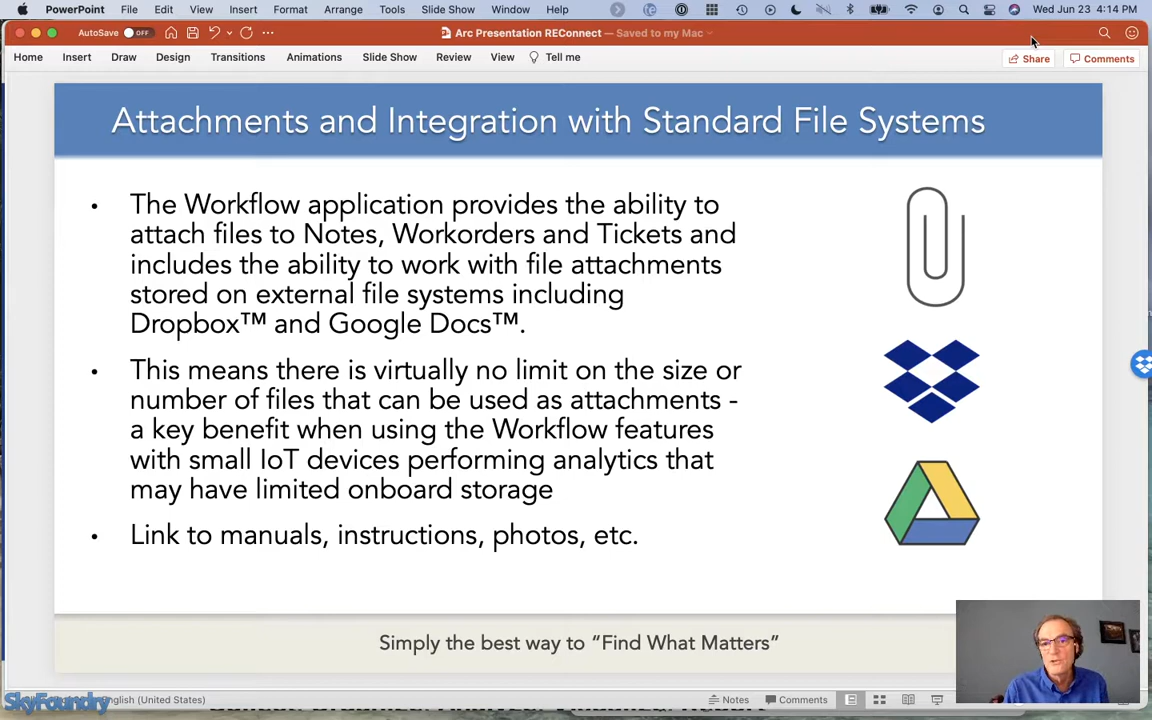 PowerPoint File Edit View Insert Format Arrange Tools Slide Show Window Help Wed Jun 23 4:14 PM
AutoSave OFF Arc Presentation REConnect — Saved to my Mac
Home Insert Draw Design Transitions Animations Slide Show Review View Tell me Share Comments
Attachments and Integration with Standard File Systems
• The Workflow application provides the ability to
attach files to Notes, Workorders and Tickets and
includes the ability to work with file attachments
stored on external file systems including
Dropbox™ and Google Docs™.
• This means there is virtually no limit on the size or
number of files that can be used as attachments -
a key benefit when using the Workflow features
with small IoT devices performing analytics that
may have limited onboard storage
• Link to manuals, instructions, photos, etc.
Simply the best way to “Find What Matters”
SkyFoundry English (United States) Notes Comments